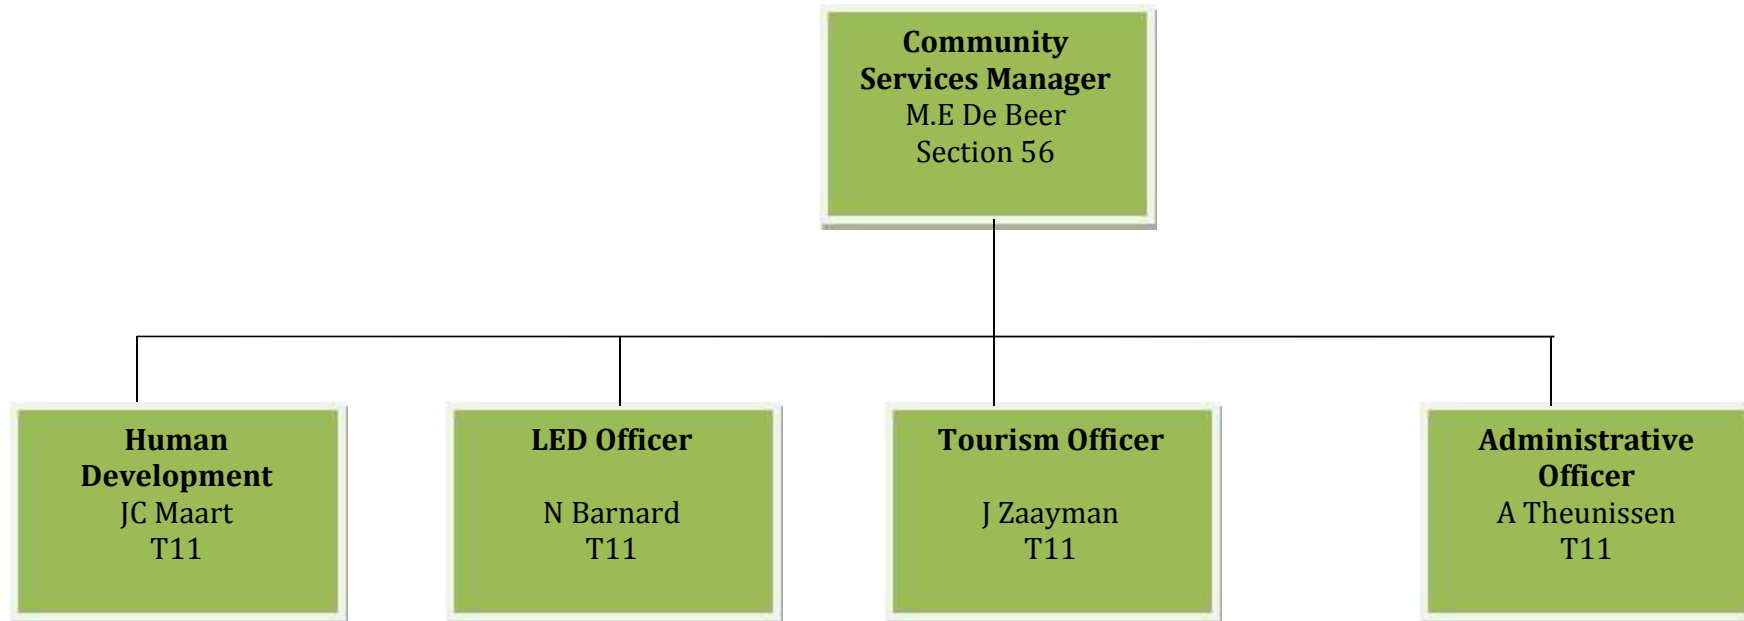 Community
Services Manager
M.E De Beer
Section 56
Human
Development
JC Maart
T11
LED Officer
N Barnard
T11
Tourism Officer
J Zaayman
T11
Administrative
Officer
A Theunissen
T11